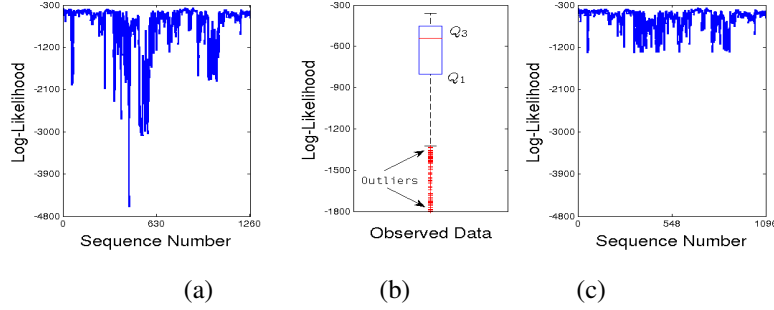 -300
-1200
-2100
-3000
-3900
-4800
Log-Likelihood
0
630
1260
Sequence Number
(a)
-300
-600
-900
-1200
-1500
-1800
Log-Likelihood
Q3
Q1
Outliers
Observed Data
(b)
-300
-1200
-2100
-3000
-3900
-4800
Log-Likelihood
0
548
1096
Sequence Number
(c)